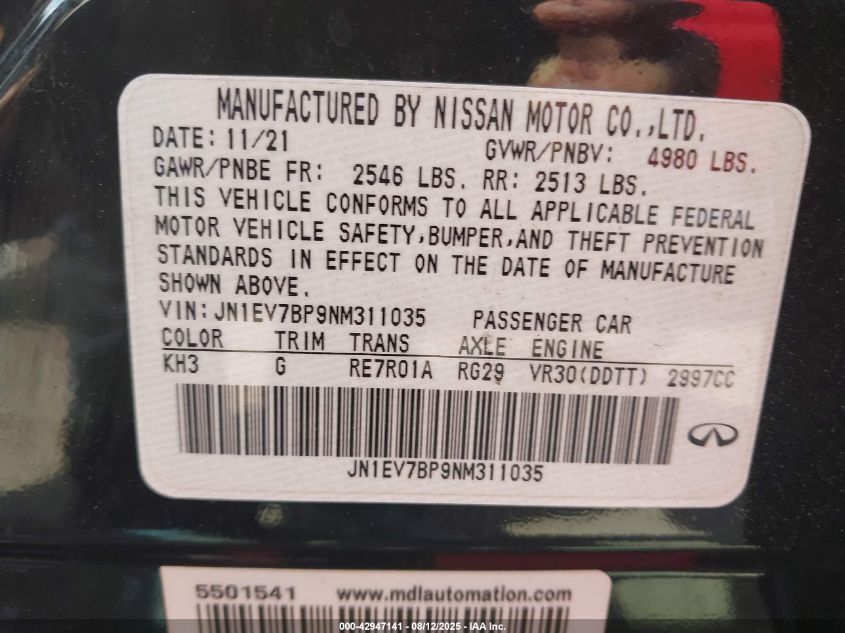 MANUFACTURED BY NISSAN MOTOR CO.,LTD.
DATE: 11/21 GVWR/PNBV: 4980 LBS.
GAWR/PNBE FR: 2546 LBS. RR: 2513 LBS.
THIS VEHICLE CONFORMS TO ALL APPLICABLE FEDERAL
MOTOR VEHICLE SAFETY,BUMPER,AND THEFT PREVENTION
STANDARDS IN EFFECT ON THE DATE OF MANUFACTURE
SHOWN ABOVE.
VIN:JN1EV7BP9NM311035 PASSENGER CAR
COLOR TRIM TRANS AXLE ENGINE
KH3 G RE7R01A RG29 VR30(DDTT) 2997CC
JN1EV7BP9NM311035
5501541 www.mdlautomation.com
000-42947141 - 08/12/2025 - IAA Inc.